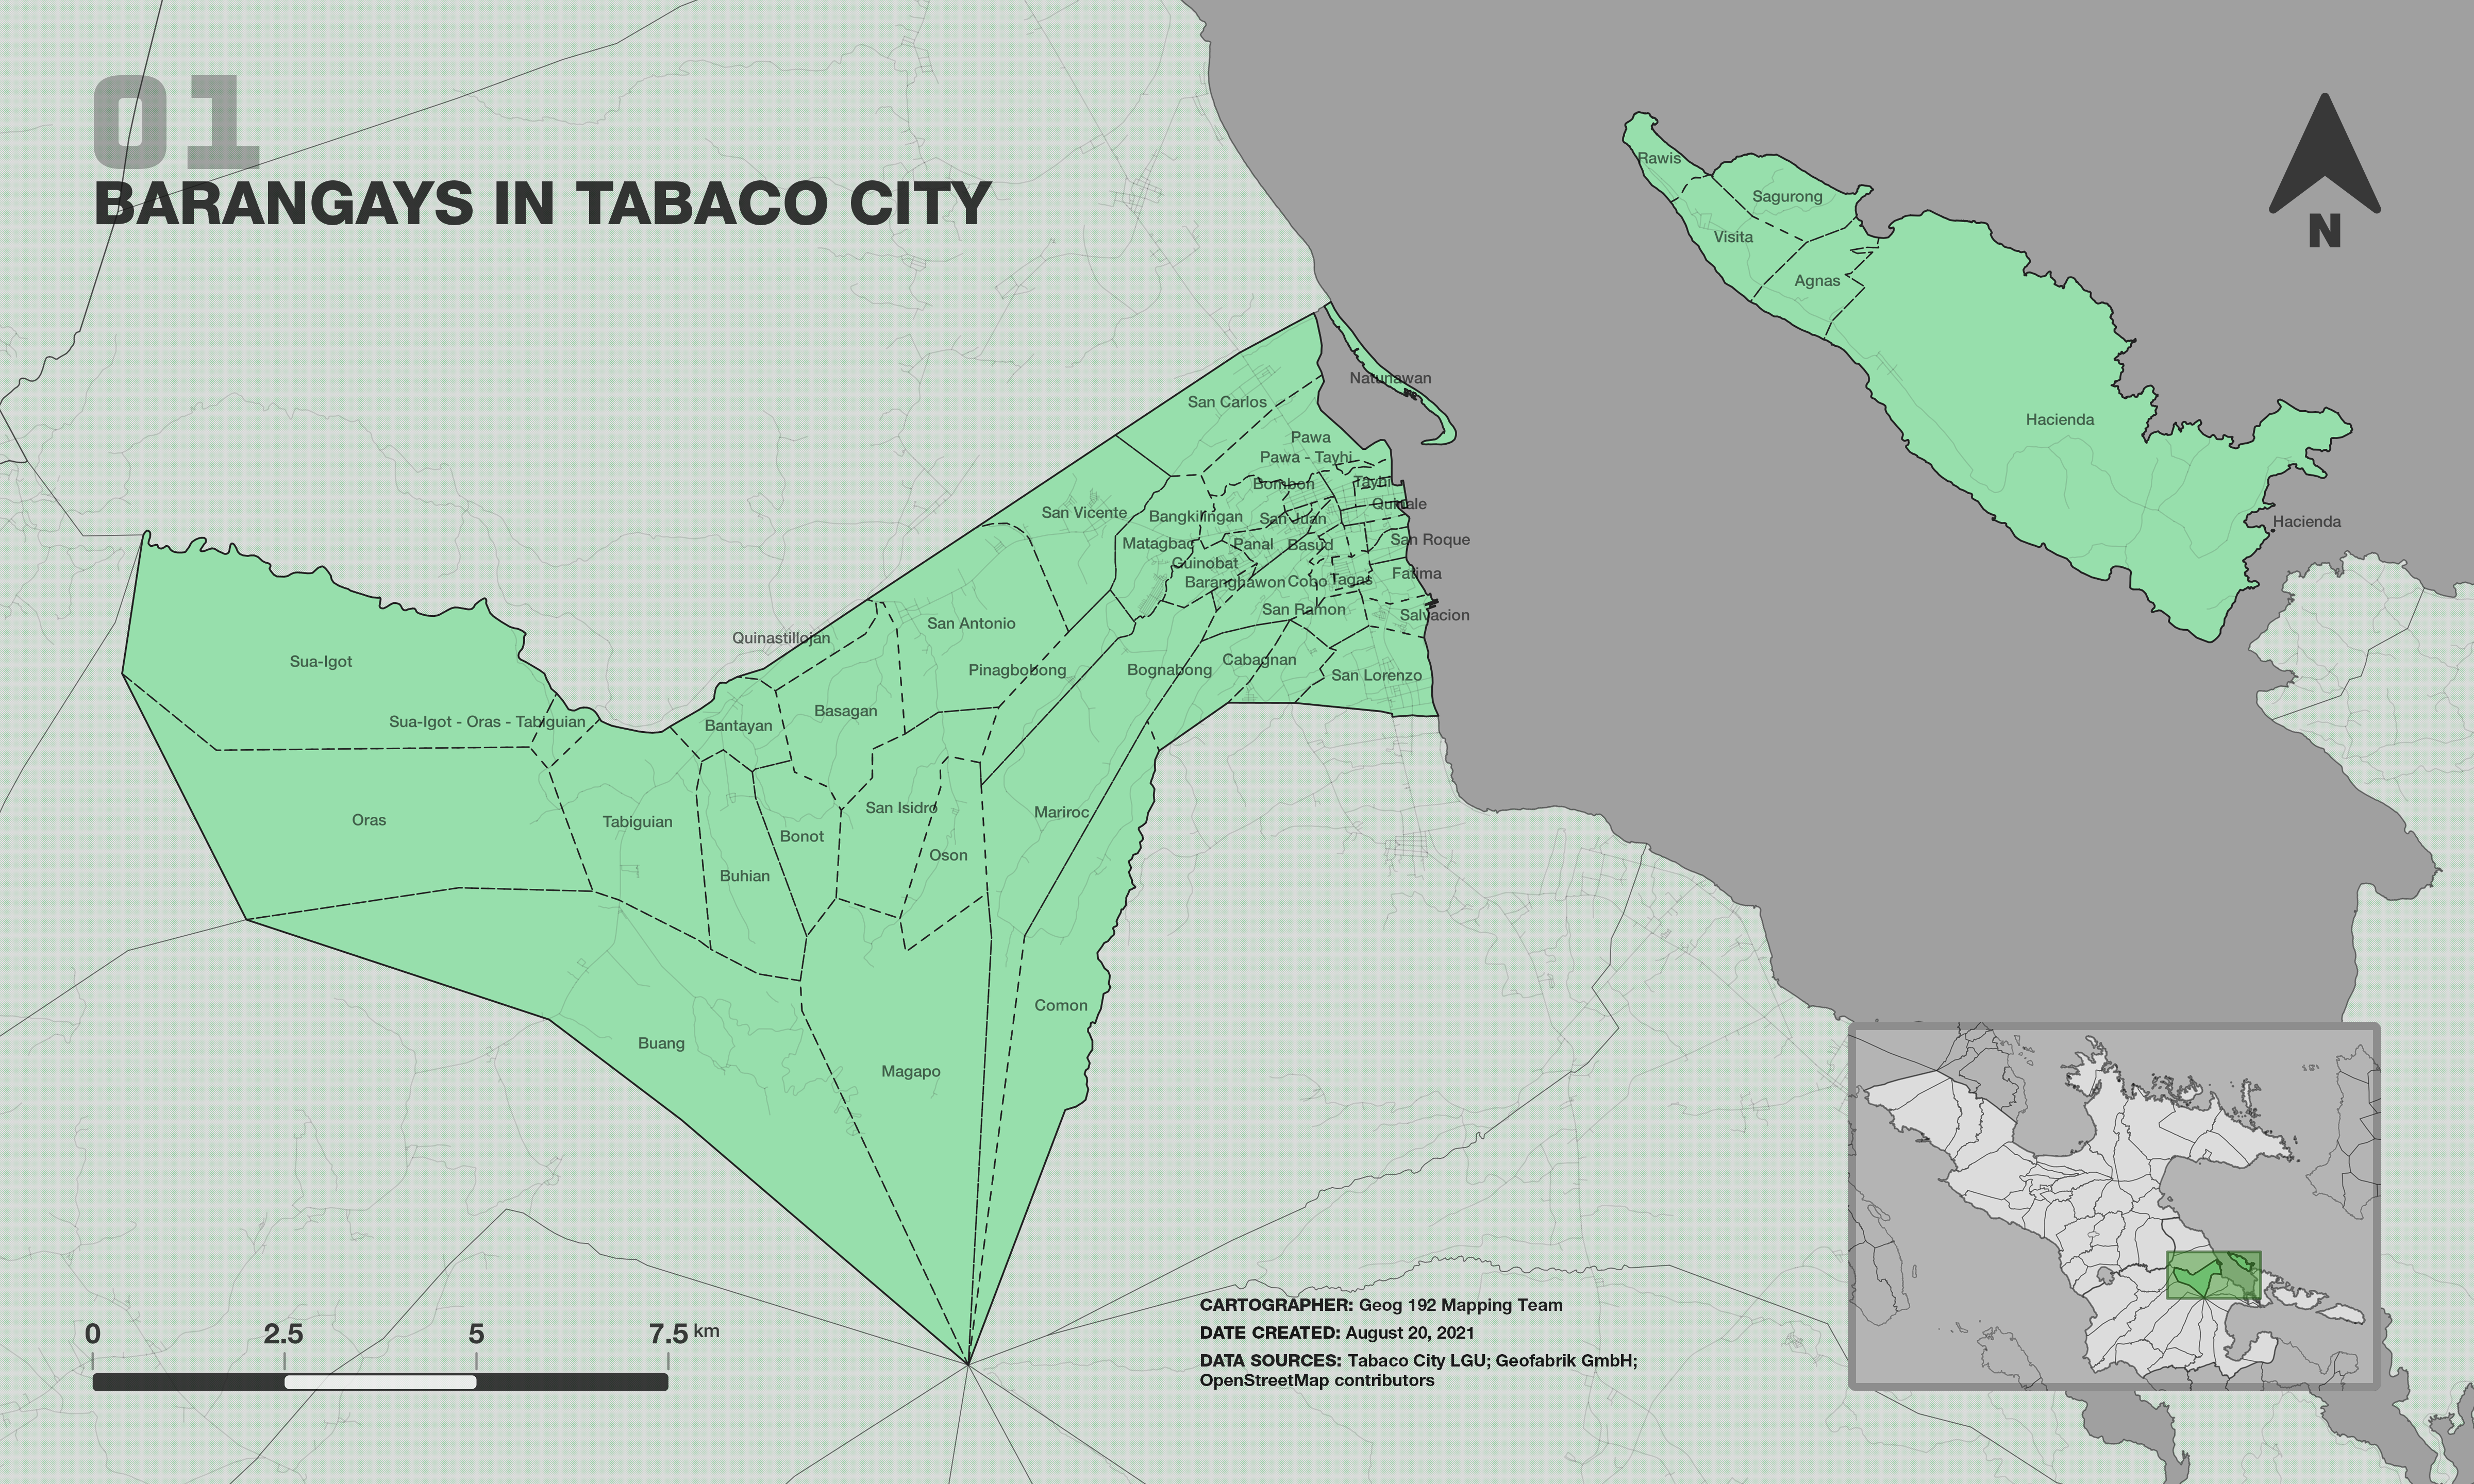 01
BARANGAYS IN TABACO CITY
N
Rawis
Sagurong
Visita
Agnas
Hacienda
Hacienda
Natunawan
San Carlos
Pawa
Pawa - Tayhi
Bombon
Tayhi
Quinale
San Vicente
Bangkilingan
San Juan
San Roque
Matagbac
Panal
Basud
Guinobat
Fatima
Baranghawon
Cobo
Tagas
San Ramon
Salvacion
San Antonio
Quinastillojan
Pinagbobong
Bognabong
Cabagnan
San Lorenzo
Sua-Igot
Sua-Igot - Oras - Tabiguian
Bantayan
Basagan
Oras
Tabiguian
Bonot
San Isidro
Mariroc
Buhian
Oson
Comon
Buang
Magapo
0 2.5 5 7.5 km
CARTOGRAPHER: Geog 192 Mapping Team
DATE CREATED: August 20, 2021
DATA SOURCES: Tabaco City LGU; Geofabrik GmbH;
OpenStreetMap contributors